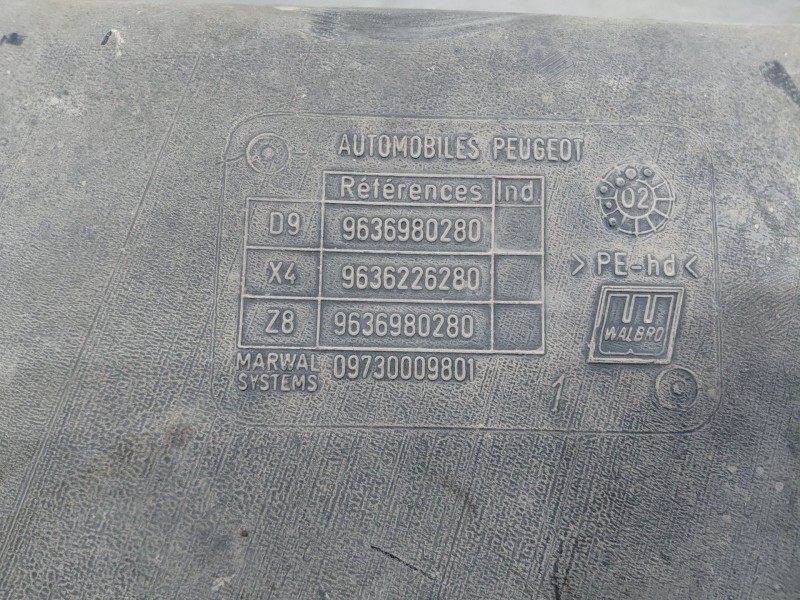 AUTOMOBILES PEUGEOT
Références Ind
D9 9636980280
X4 9636226280
Z8 9636980280
MARWAL SYSTEMS 09730009801
1
02
>PE-hd<
WALBRO